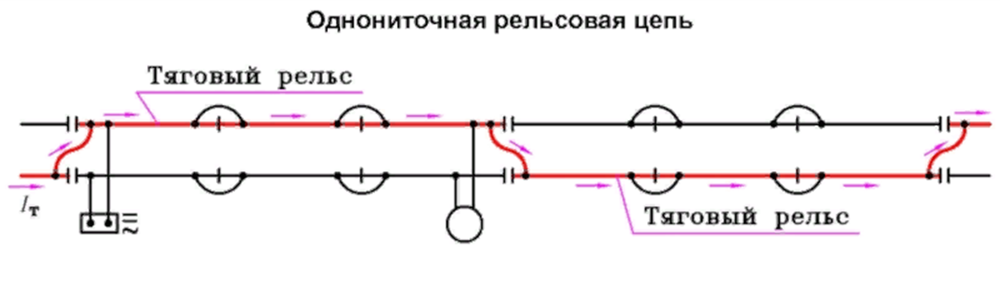 Однониточная рельсовая цепь
Тяговый рельс
Iт
=
~
Тяговый рельс